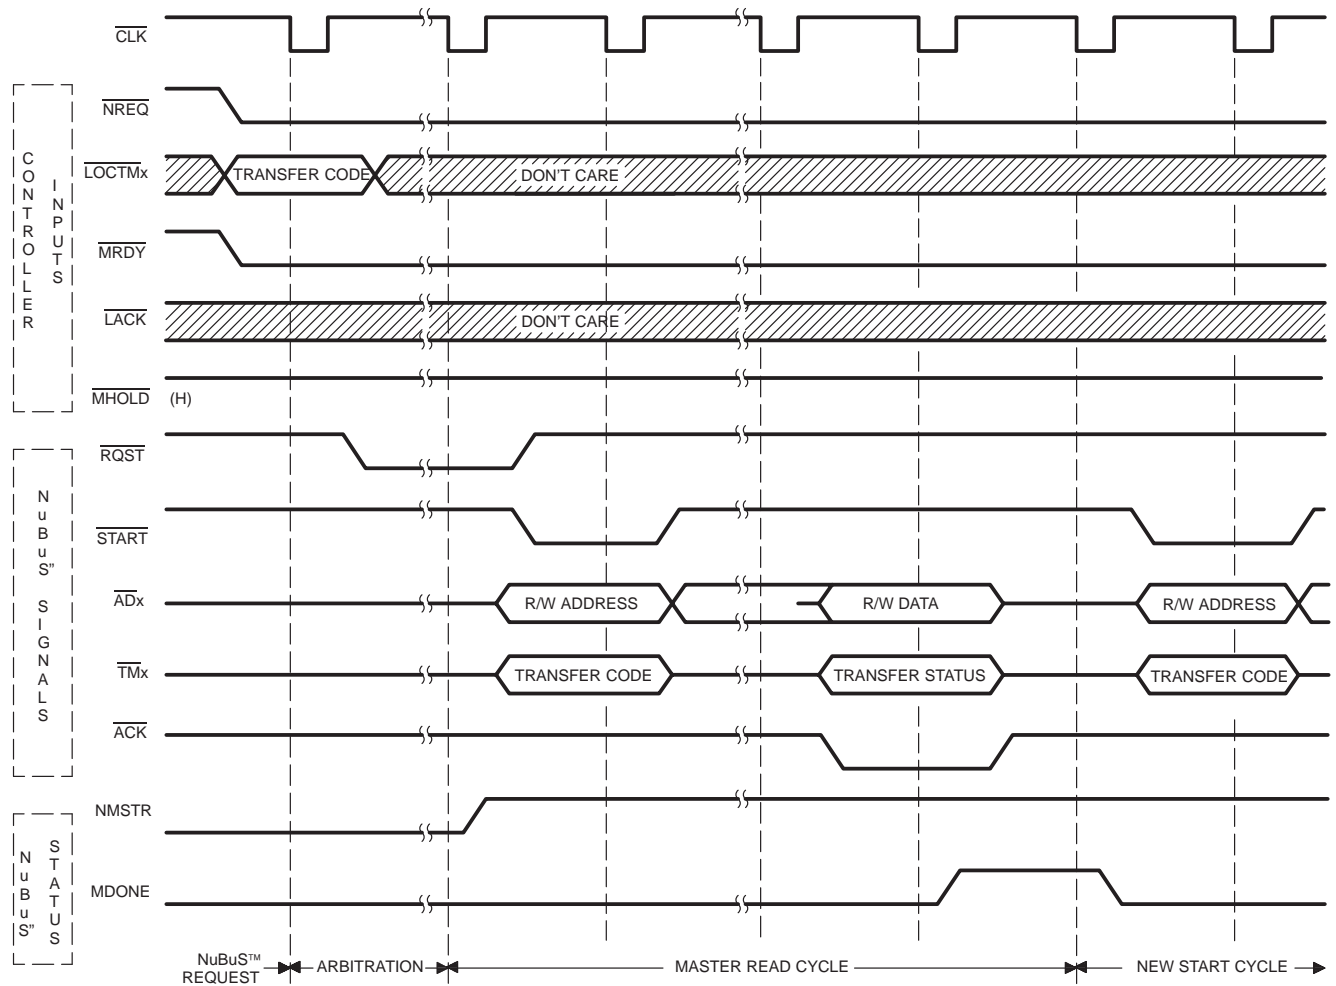 CLK
CONTROLLER
INPUTS
NREQ
LOCTMx
TRANSFER CODE
DON'T CARE
MRDY
LACK
DON'T CARE
MHOLD (H)
NuBuS” SIGNALS
RQST
START
ADx
R/W ADDRESS
R/W DATA
R/W ADDRESS
TMx
TRANSFER CODE
TRANSFER STATUS
TRANSFER CODE
ACK
NuBuS”
STATUS
NMSTR
MDONE
NuBuS™
REQUEST
ARBITRATION
MASTER READ CYCLE
NEW START CYCLE